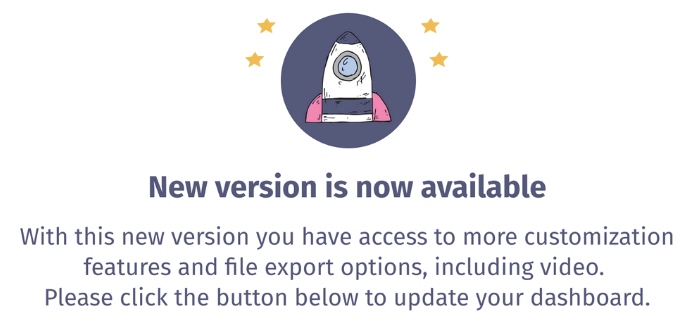 New version is now available
With this new version you have access to more customization
features and file export options, including video.
Please click the button below to update your dashboard.